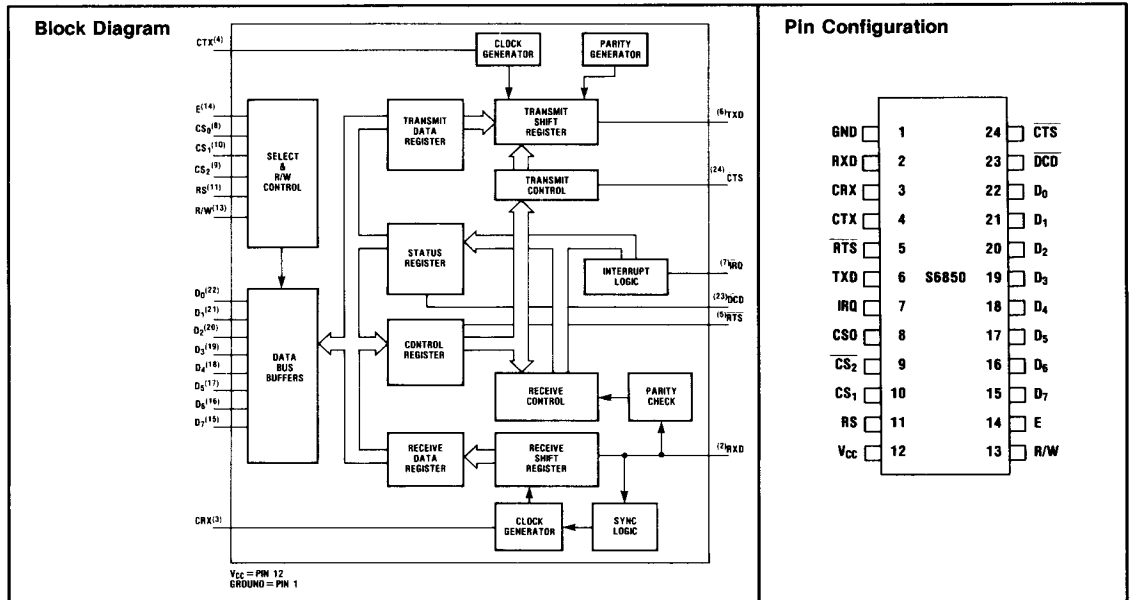 Block Diagram
CTX(4)
CLOCK
GENERATOR
PARITY
GENERATOR
E(14)
CS0(8)
CS1(10)
CS2(9)
RS(11)
R/W(13)
SELECT
&
R/W
CONTROL
TRANSMIT
DATA
REGISTER
TRANSMIT
SHIFT
REGISTER
(6)TXD
TRANSMIT
CONTROL
(24) CTS
STATUS
REGISTER
INTERRUPT
LOGIC
(7)IRQ
(23)DCD
(5)RTS
D0(22)
D1(21)
D2(20)
D3(19)
D4(18)
D5(17)
D6(16)
D7(15)
DATA
BUS
BUFFERS
CONTROL
REGISTER
RECEIVE
CONTROL
PARITY
CHECK
RECEIVE
DATA
REGISTER
RECEIVE
SHIFT
REGISTER
(2)RXD
CRX(3)
CLOCK
GENERATOR
SYNC
LOGIC
VCC = PIN 12
GROUND = PIN 1
Pin Configuration
GND 1 24 CTS
RXD 2 23 DCD
CRX 3 22 D0
CTX 4 21 D1
RTS 5 20 D2
TXD 6 S6850 19 D3
IRQ 7 18 D4
CSO 8 17 D5
CS2 9 16 D6
CS1 10 15 D7
RS 11 14 E
VCC 12 13 R/W